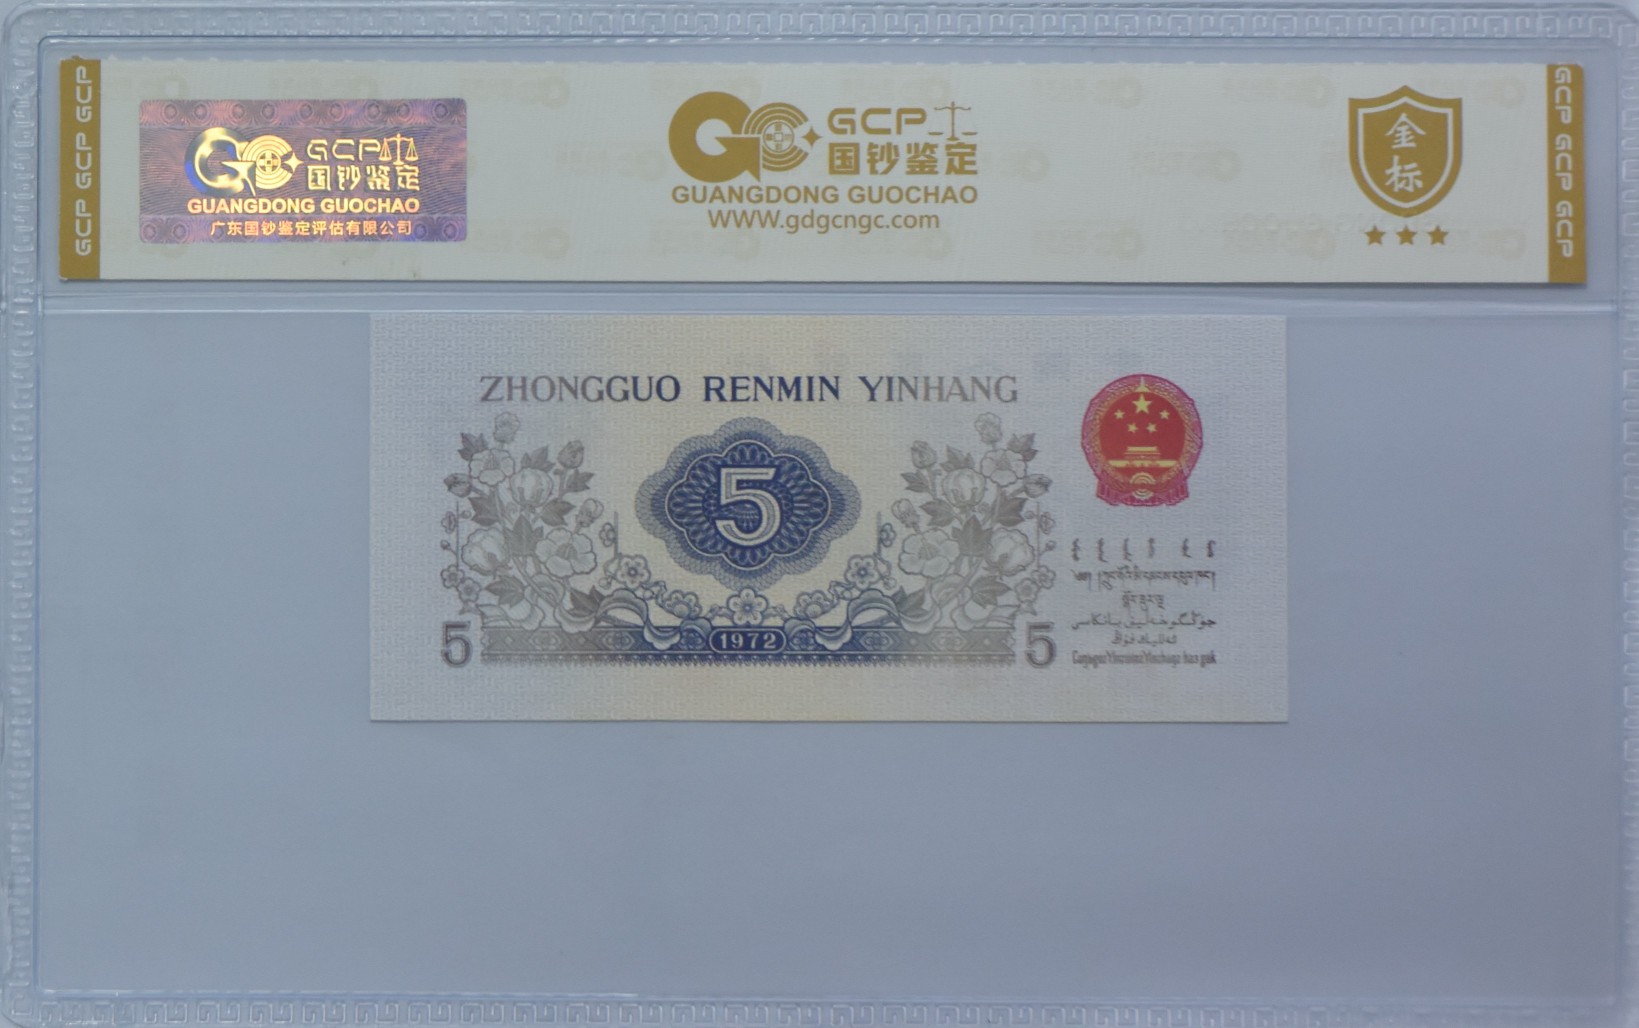 GCP GCP GCP
GCP
国钞鉴定
GUANGDONG GUOCHAO
广东国钞鉴定评估有限公司
GCP
国钞鉴定
GUANGDONG GUOCHAO
WWW.gdgcngc.com
金标
GCP GCP GCP
ZHONGGUO RENMIN YINHANG
5
5
1972
5